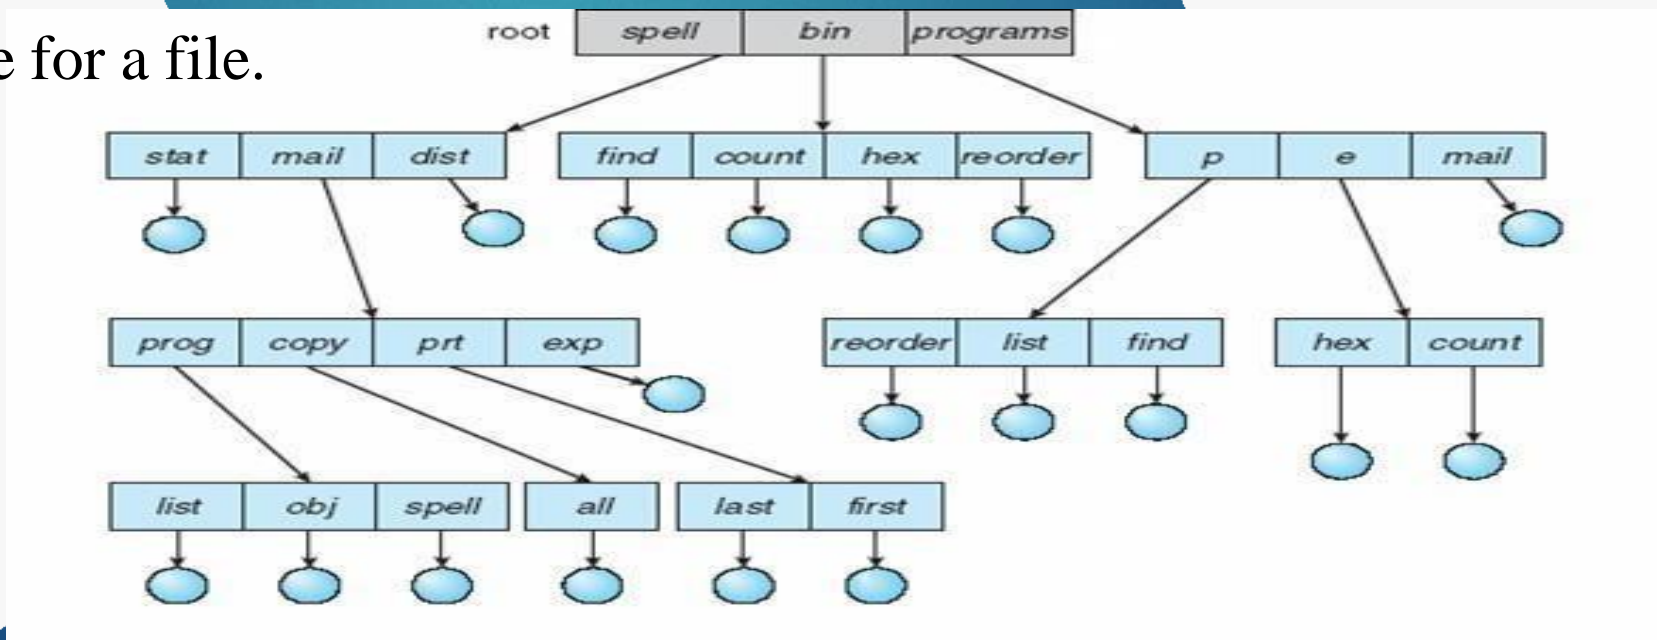 root spell bin programs
e for a file.
stat mail dist find count hex reorder p e mail
prog copy prt exp reorder list find hex count
list obj spell all last first